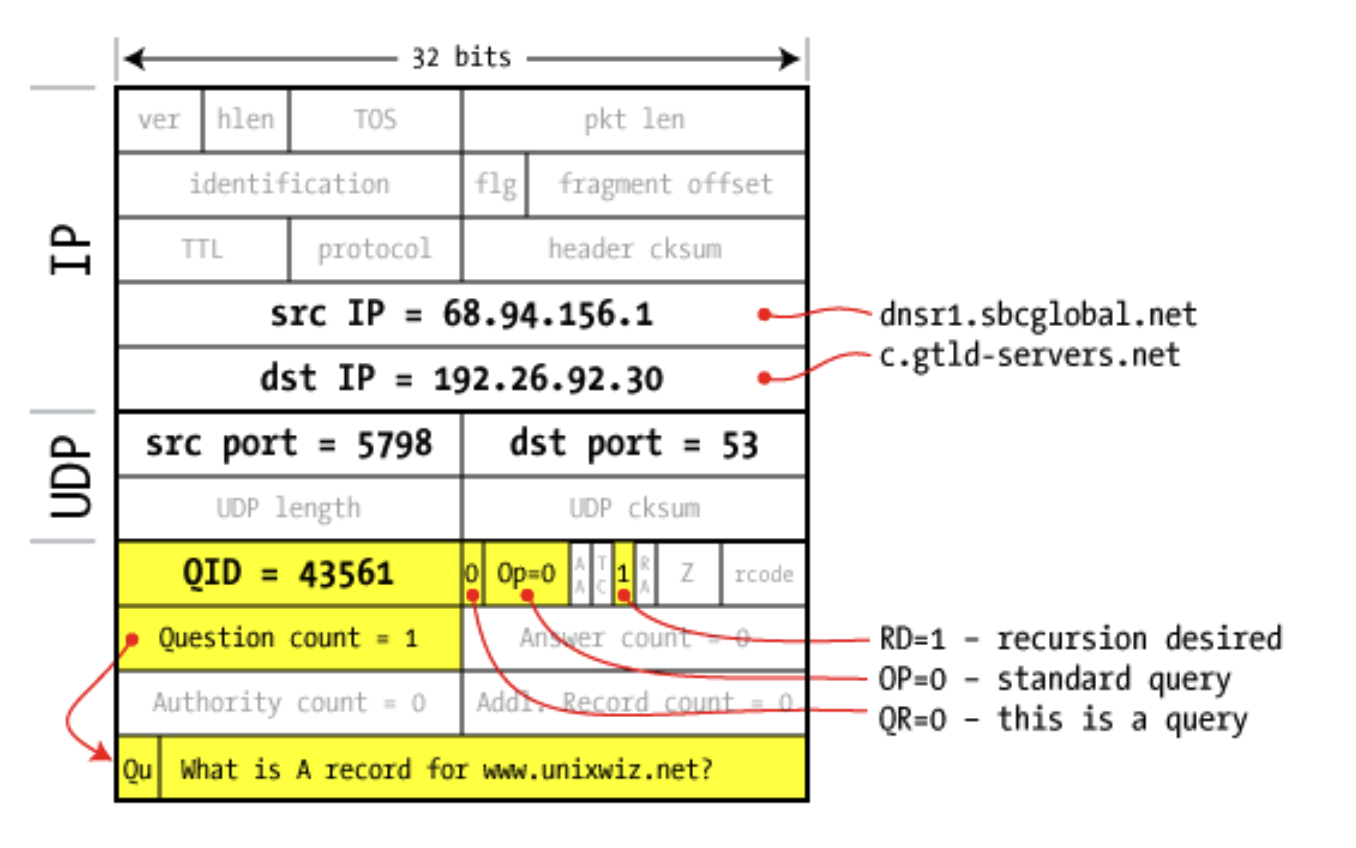 32 bits
ver hlen TOS pkt len
identification flg fragment offset
TTL protocol header cksum
IP
src IP = 68.94.156.1 dnsr1.sbcglobal.net
dst IP = 192.26.92.30 c.gtld-servers.net
UDP
src port = 5798 dst port = 53
UDP length UDP cksum
QID = 43561 0 Op=0 AA TC 1 RA Z rcode
Question count = 1 Answer count = 0 RD=1 – recursion desired
OP=0 – standard query
Authority count = 0 Addl. Record count = 0 QR=0 – this is a query
Qu What is A record for www.unixwiz.net?